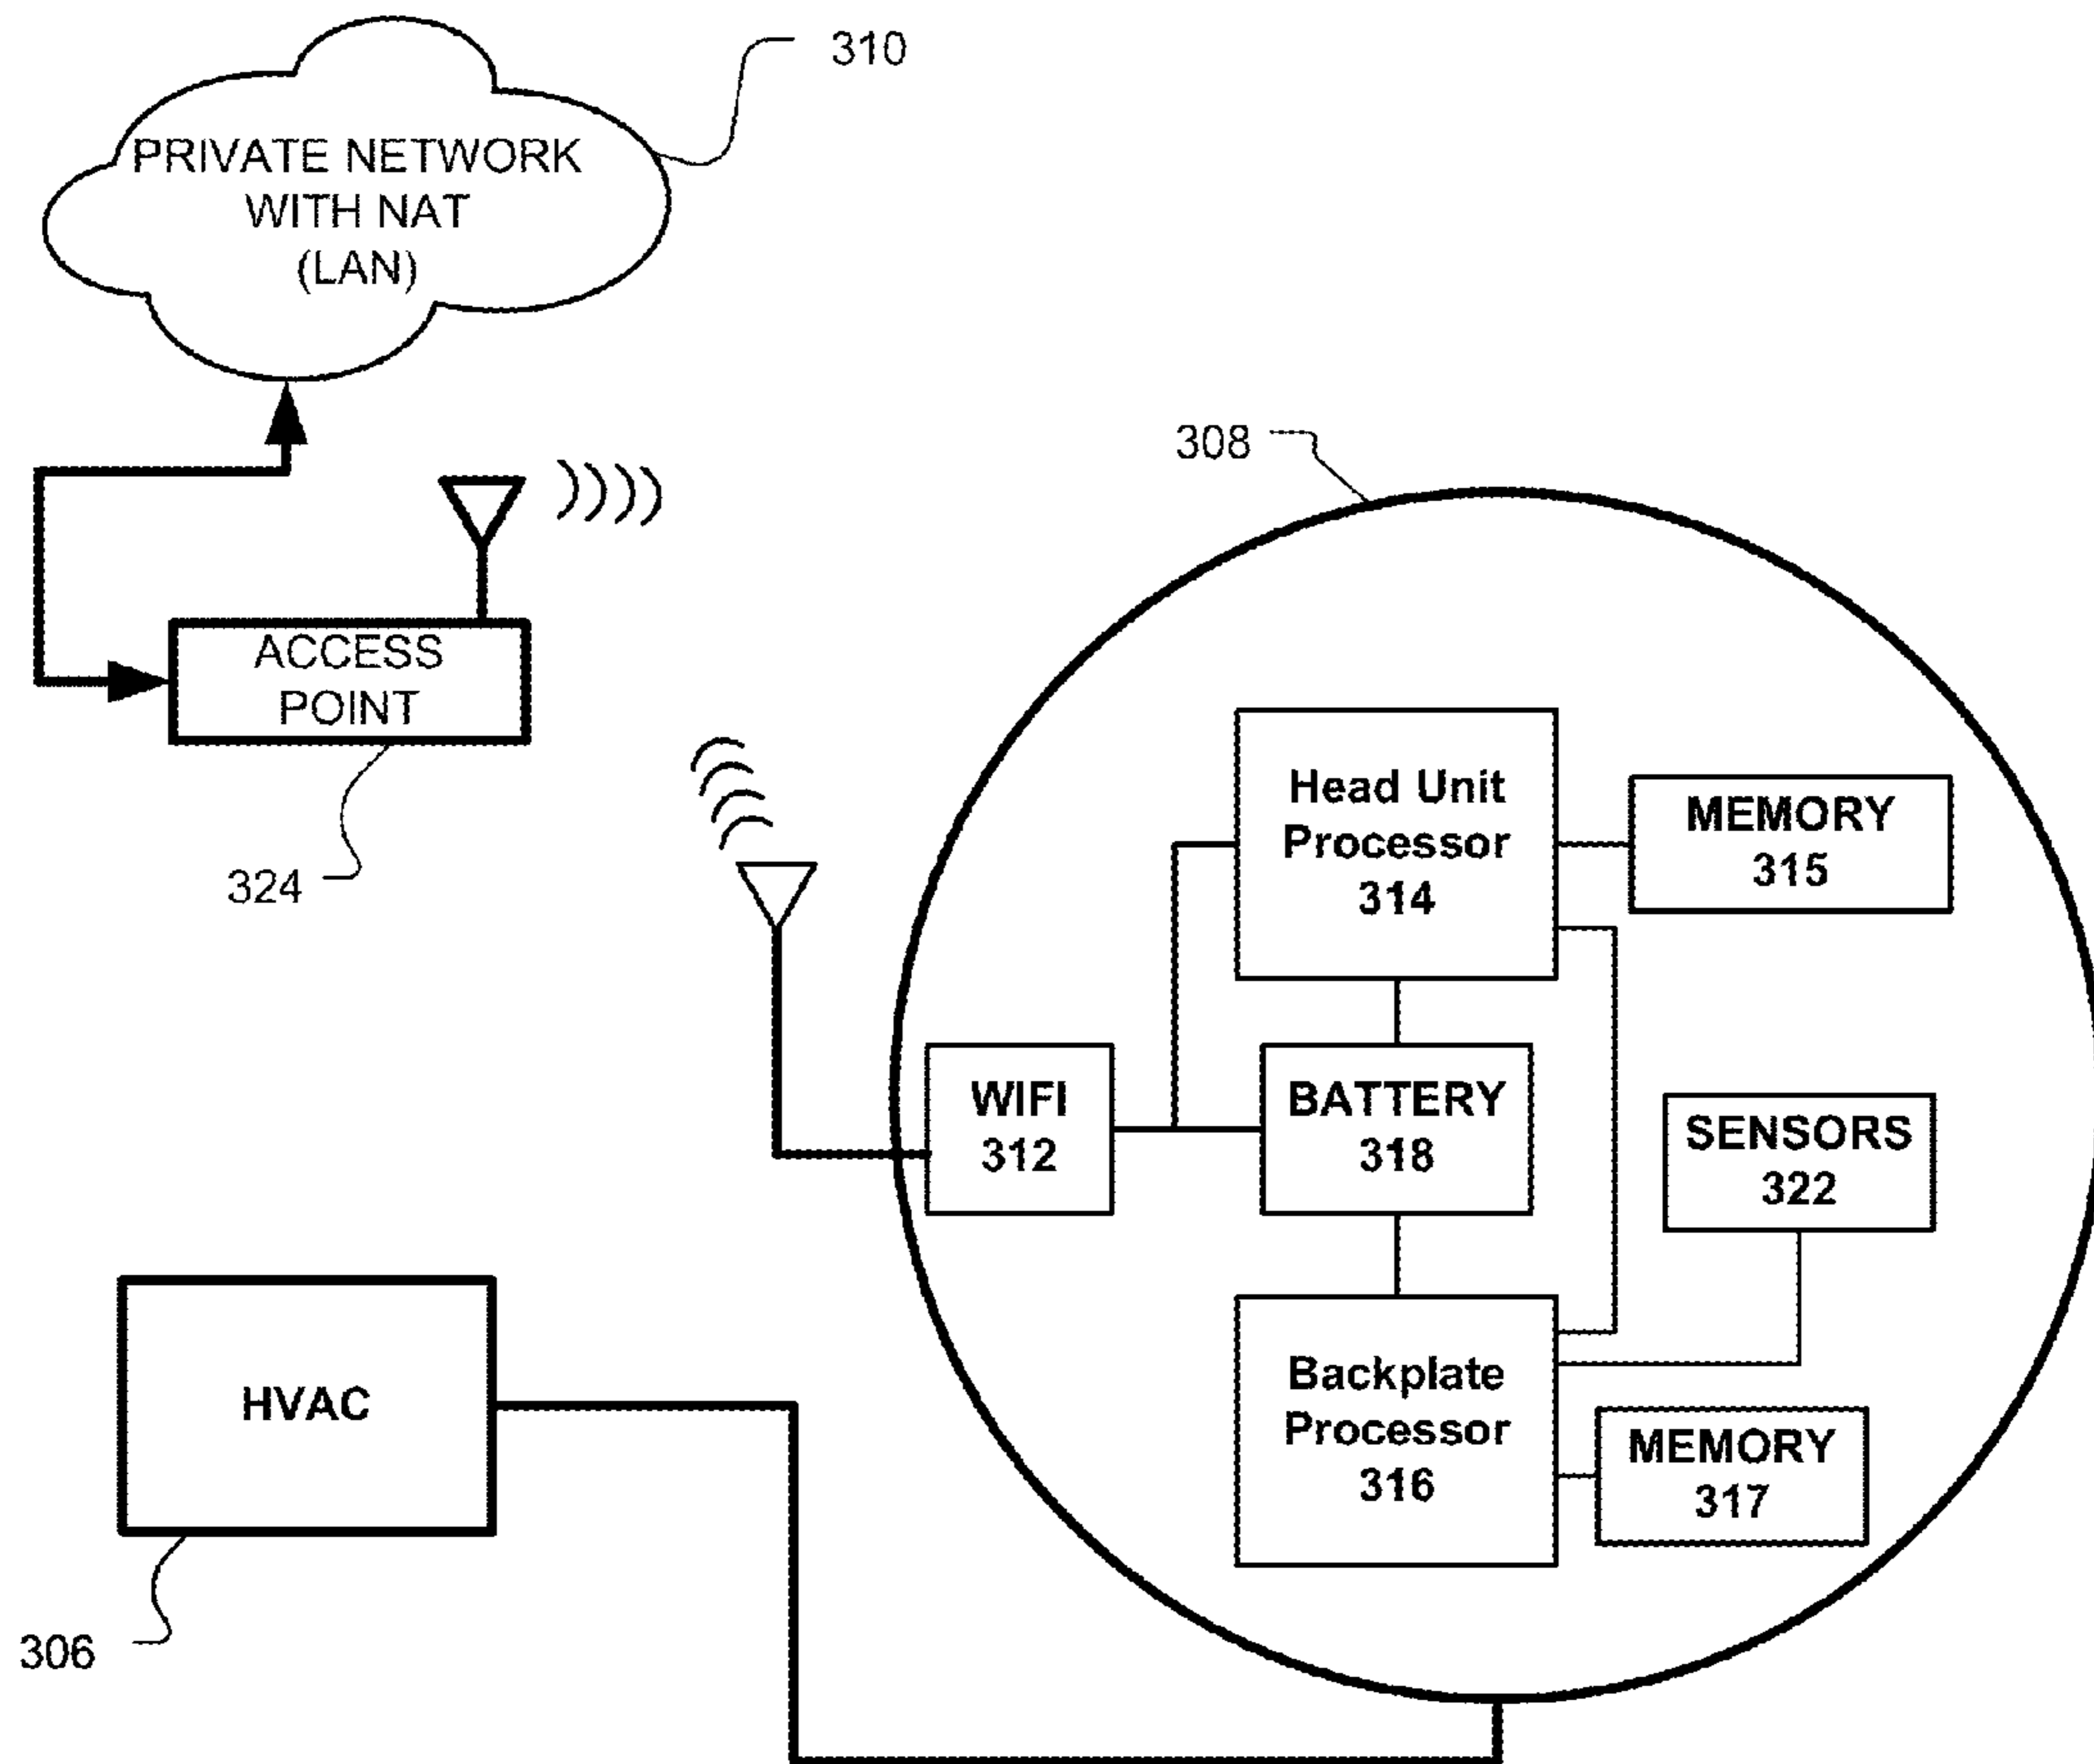 310
PRIVATE NETWORK
WITH NAT
(LAN)
308
ACCESS
POINT
324
Head Unit
Processor
314
MEMORY
315
WIFI
312
BATTERY
318
SENSORS
322
HVAC
306
Backplate
Processor
316
MEMORY
317